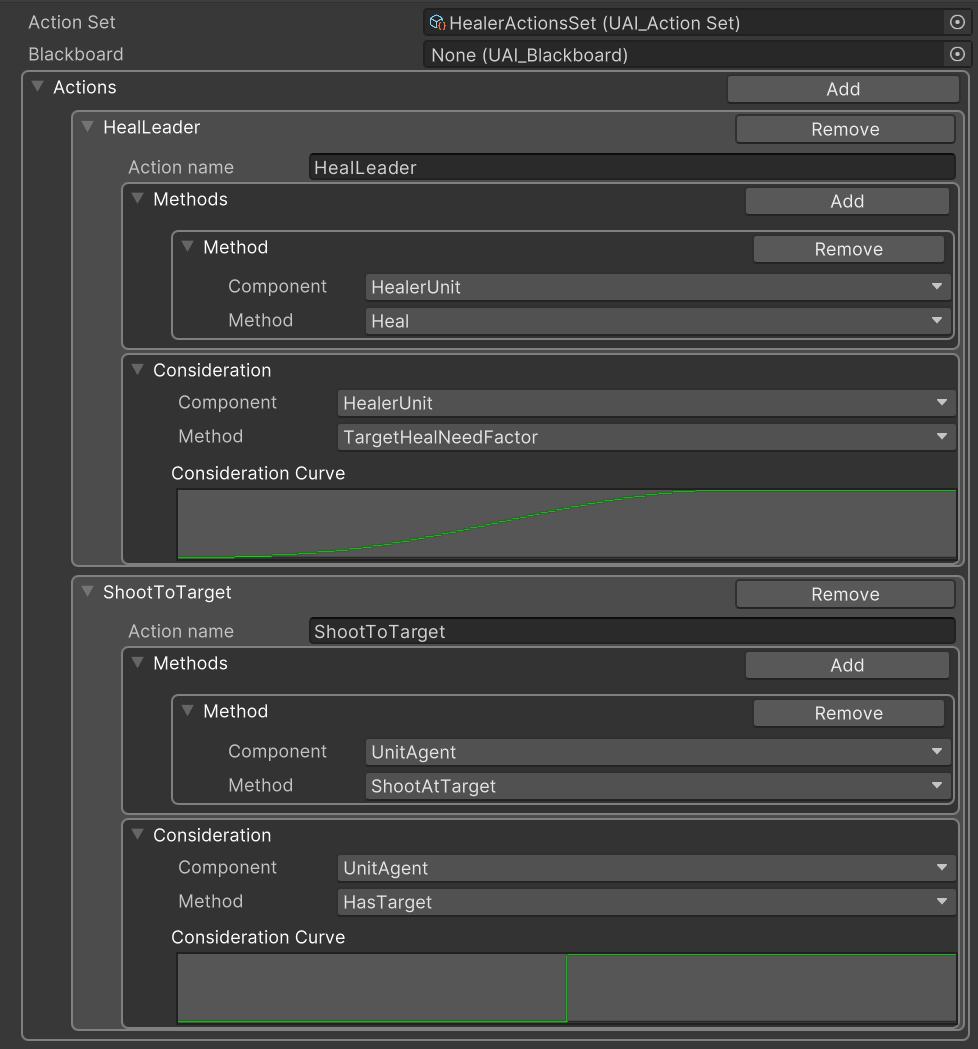 Action Set HealerActionsSet (UAI_Action Set)
Blackboard None (UAI_Blackboard)
Actions Add
HealLeader Remove
Action name HealLeader
Methods Add
Method Remove
Component HealerUnit
Method Heal
Consideration
Component HealerUnit
Method TargetHealNeedFactor
Consideration Curve
ShootToTarget Remove
Action name ShootToTarget
Methods Add
Method Remove
Component UnitAgent
Method ShootAtTarget
Consideration
Component UnitAgent
Method HasTarget
Consideration Curve